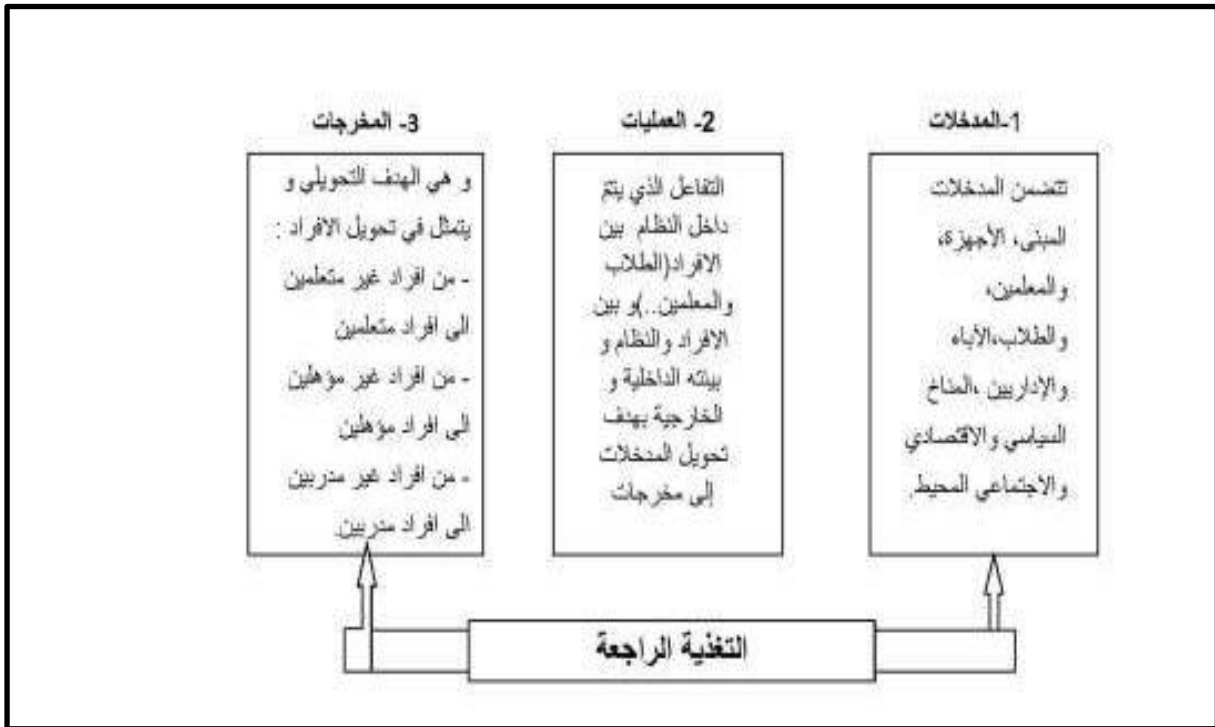 1-المدخلات
تتضمن المدخلات
المبنى، الأجهزة،
والمعلمين،
والطلاب،الأباء
والإداريين ،المناخ
السياسي والاقتصادي
والاجتماعي المحيط.
2- العمليات
التفاعل الذي يتم
داخل النظام بين
الافراد(الطلاب
والمعلمين..)و بين
الافراد والنظام و
بيئته الداخلية و
الخارجية بهدف
تحويل المدخلات
إلى مخرجات
3- المخرجات
و هي الهدف التحويلي و
يتمثل في تحويل الافراد :
- من افراد غير متعلمين
الى افراد متعلمين
- من افراد غير مؤهلين
الى افراد مؤهلين
- من افراد غير مدربين
الى افراد مدربين.
التغذية الراجعة